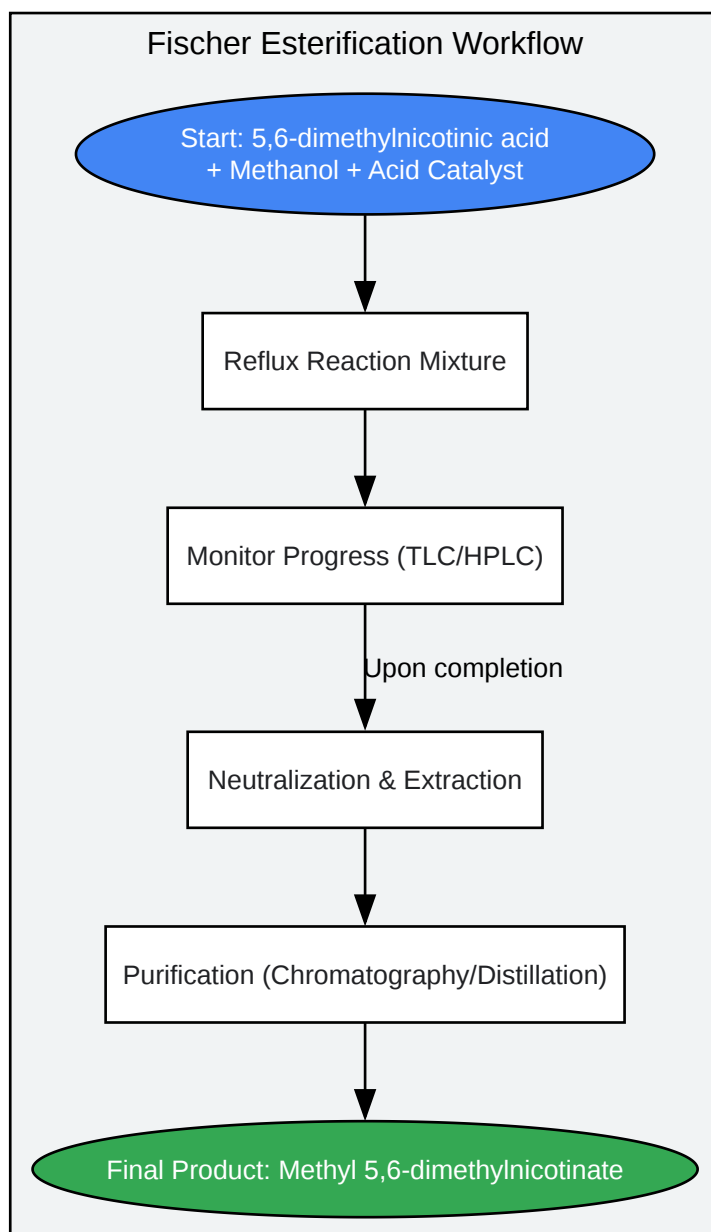 Fischer Esterification Workflow
Start: 5,6-dimethylnicotinic acid
+ Methanol + Acid Catalyst
Reflux Reaction Mixture
Monitor Progress (TLC/HPLC)
Upon completion
Neutralization & Extraction
Purification (Chromatography/Distillation)
Final Product: Methyl 5,6-dimethylnicotinate